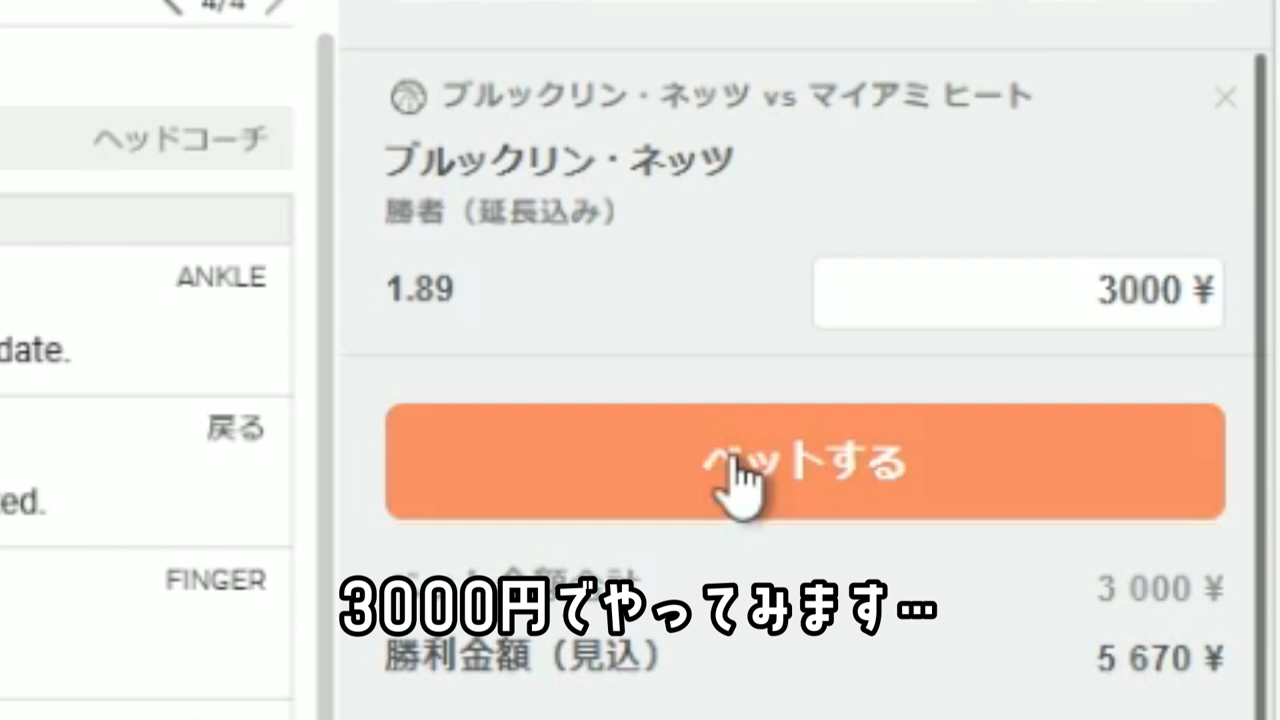 4/4
ヘッドコーチ
ANKLE
date.
戻る
ed.
FINGER
ブルックリン・ネッツ vs マイアミ ヒート
ブルックリン・ネッツ
勝者（延長込み）
1.89
3000 ¥
ベットする
3 000 ¥
3000円でやってみます…
勝利金額（見込）
5 670 ¥